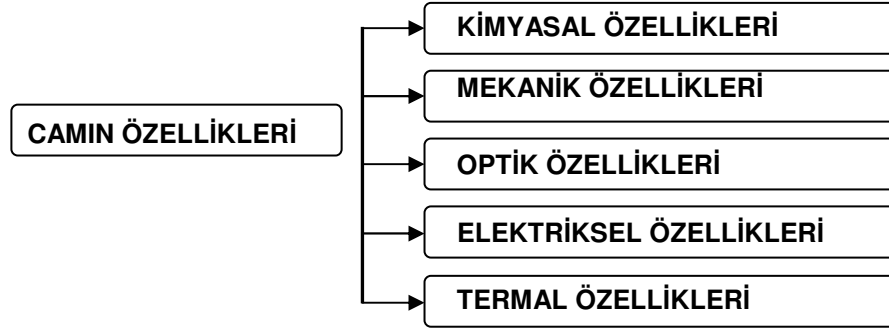 KİMYASAL ÖZELLİKLERİ
MEKANİK ÖZELLİKLERİ
CAMIN ÖZELLİKLERİ
OPTİK ÖZELLİKLERİ
ELEKTRİKSEL ÖZELLİKLERİ
TERMAL ÖZELLİKLERİ